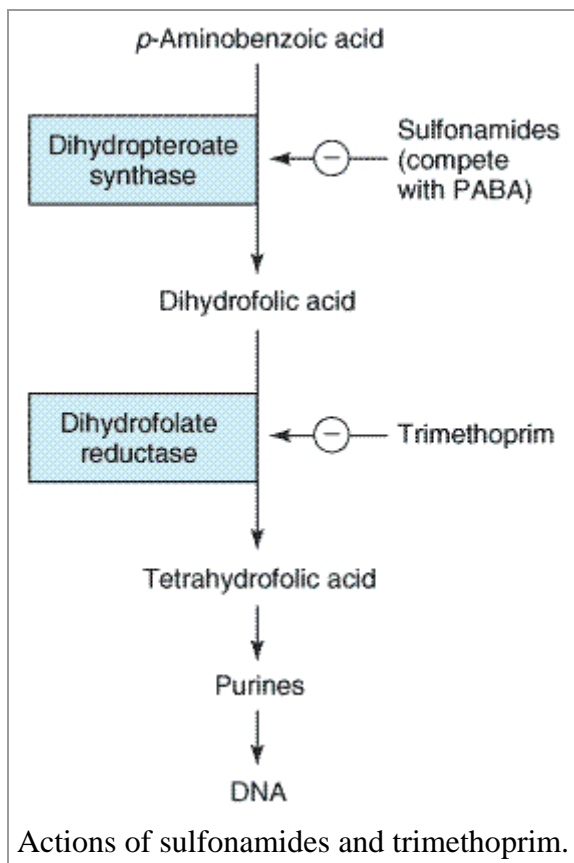 p-Aminobenzoic acid
Dihydropteroate
synthase
Sulfonamides
(compete
with PABA)
Dihydrofolic acid
Dihydrofolate
reductase
Trimethoprim
Tetrahydrofolic acid
Purines
DNA
Actions of sulfonamides and trimethoprim.